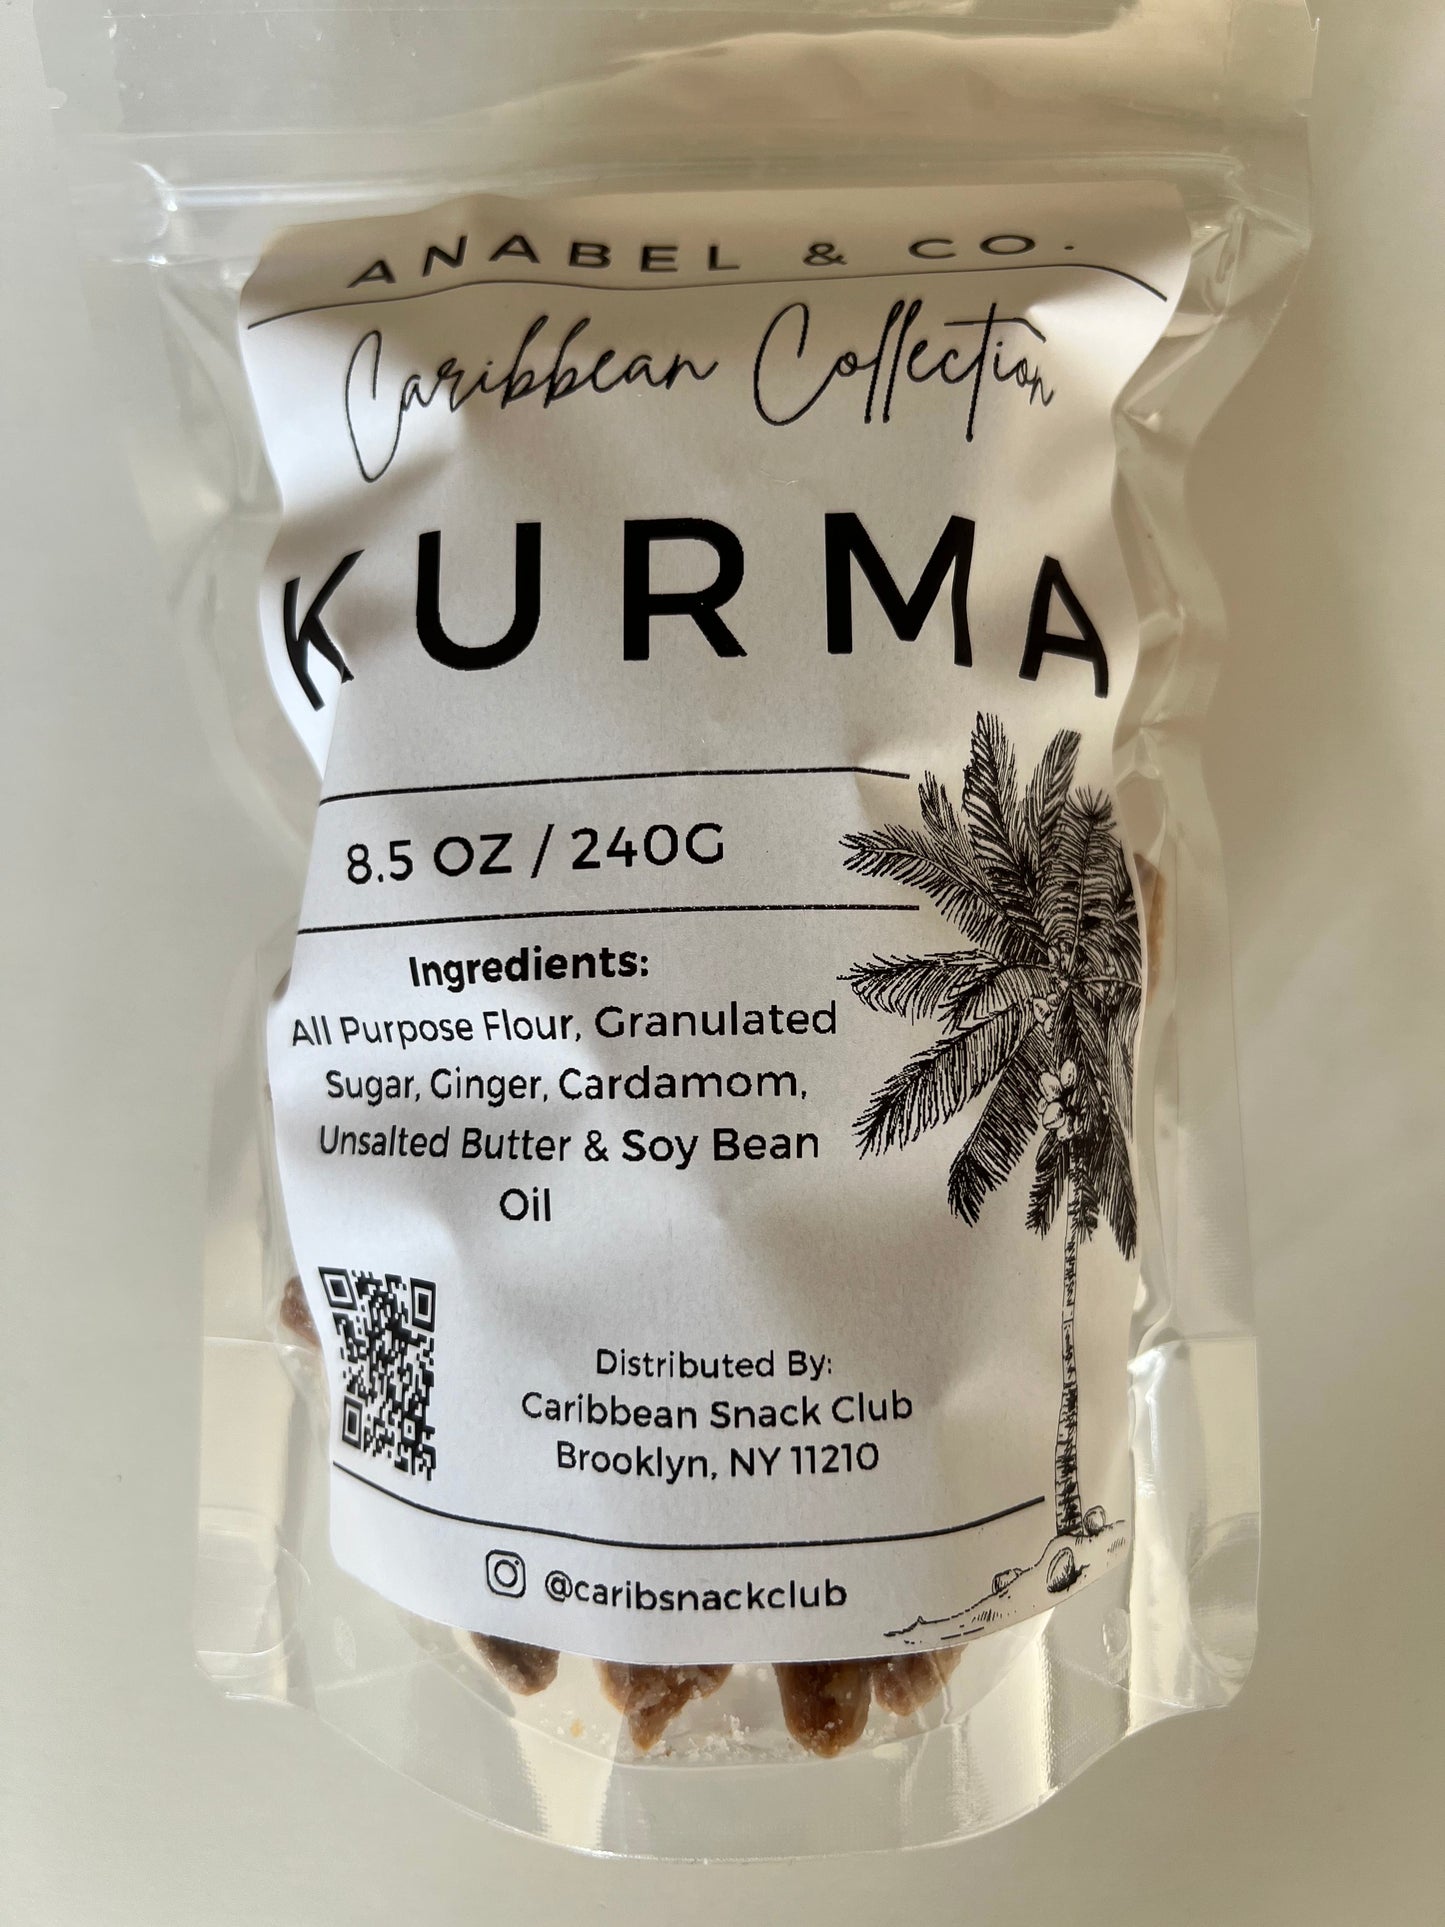 ANABEL & CO.
Caribbean Collection
KURMA
8.5 OZ / 240G
Ingredients:
All Purpose Flour, Granulated
Sugar, Ginger, Cardamom,
Unsalted Butter & Soy Bean
Oil
Distributed By:
Caribbean Snack Club
Brooklyn, NY 11210
@caribsnackclub